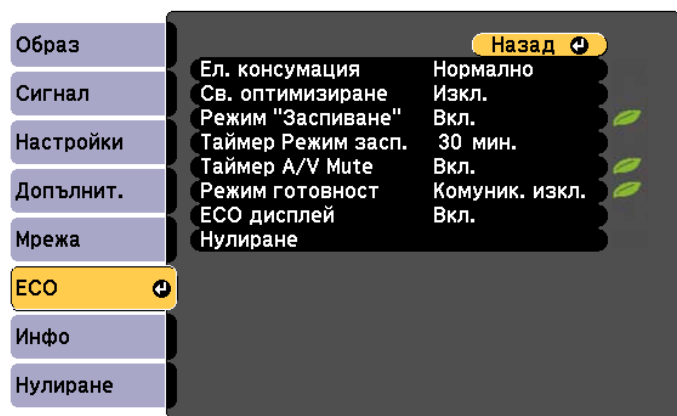 Образ
Сигнал
Настройки
Допълнит.
Мрежа
ECO
Инфо
Нулиране
Назад
Ел. консумация Нормално
Св. оптимизиране Изкл.
Режим "Заспиване" Вкл.
Таймер Режим засп. 30 мин.
Таймер A/V Mute Вкл.
Режим готовност Комуник. изкл.
ECO дисплей Вкл.
Нулиране